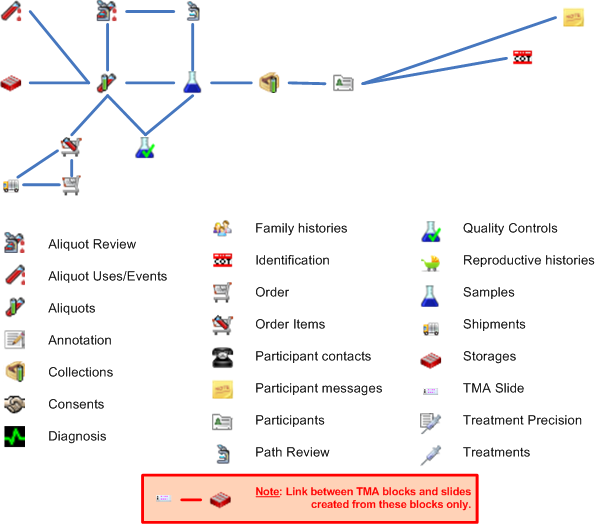 Aliquot Review
Aliquot Uses/Events
Aliquots
Annotation
Collections
Consents
Diagnosis
Family histories
Identification
Order
Order Items
Participant contacts
Participant messages
Participants
Path Review
Quality Controls
Reproductive histories
Samples
Shipments
Storages
TMA Slide
Treatment Precision
Treatments
Note: Link between TMA blocks and slides
created from these blocks only.